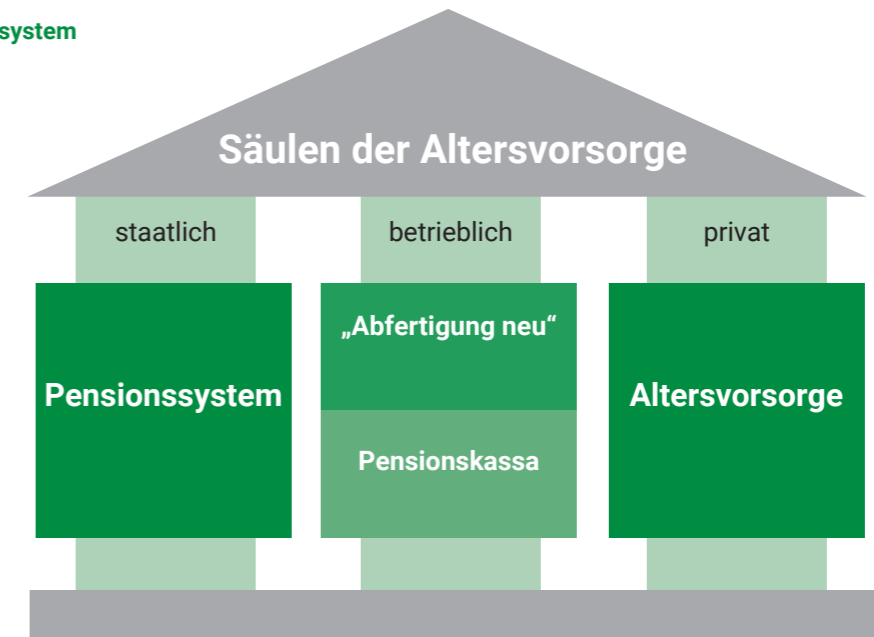 system
Säulen der Altersvorsorge
staatlich
betrieblich
privat
Pensionssystem
„Abfertigung neu“
Pensionskassa
Altersvorsorge